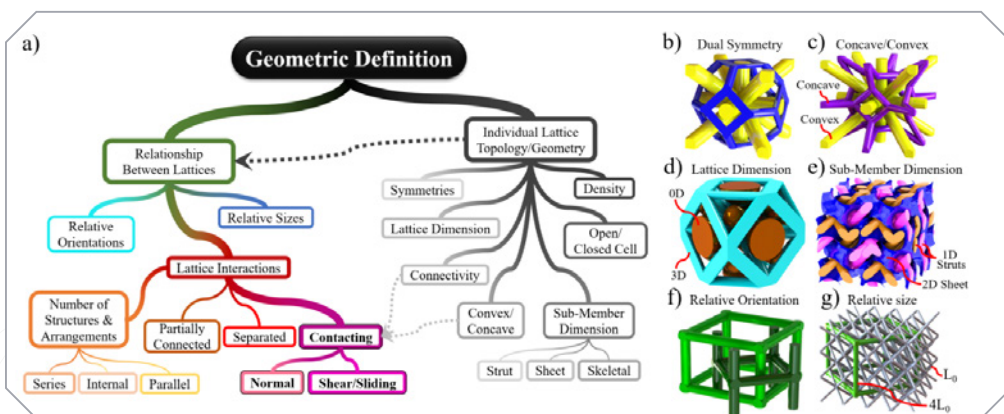 a)
Geometric Definition
Relationship
Between Lattices
Individual Lattice
Topology/Geometry
Symmetries
Density
Relative
Orientations
Relative Sizes
Lattice Dimension
Open/
Closed Cell
Lattice Interactions
Connectivity
Number of
Structures &
Arrangements
Partially
Connected
Separated
Contacting
Convex/
Concave
Sub-Member
Dimension
Series
Internal
Parallel
Normal
Shear/Sliding
Strut
Sheet
Skeletal
b)
Dual Symmetry
c)
Concave/Convex
Concave
Convex
d)
Lattice Dimension
0D
3D
e)
Sub-Member Dimension
1D
Struts
2D Sheet
f)
Relative Orientation
g)
Relative size
L₀
4L₀